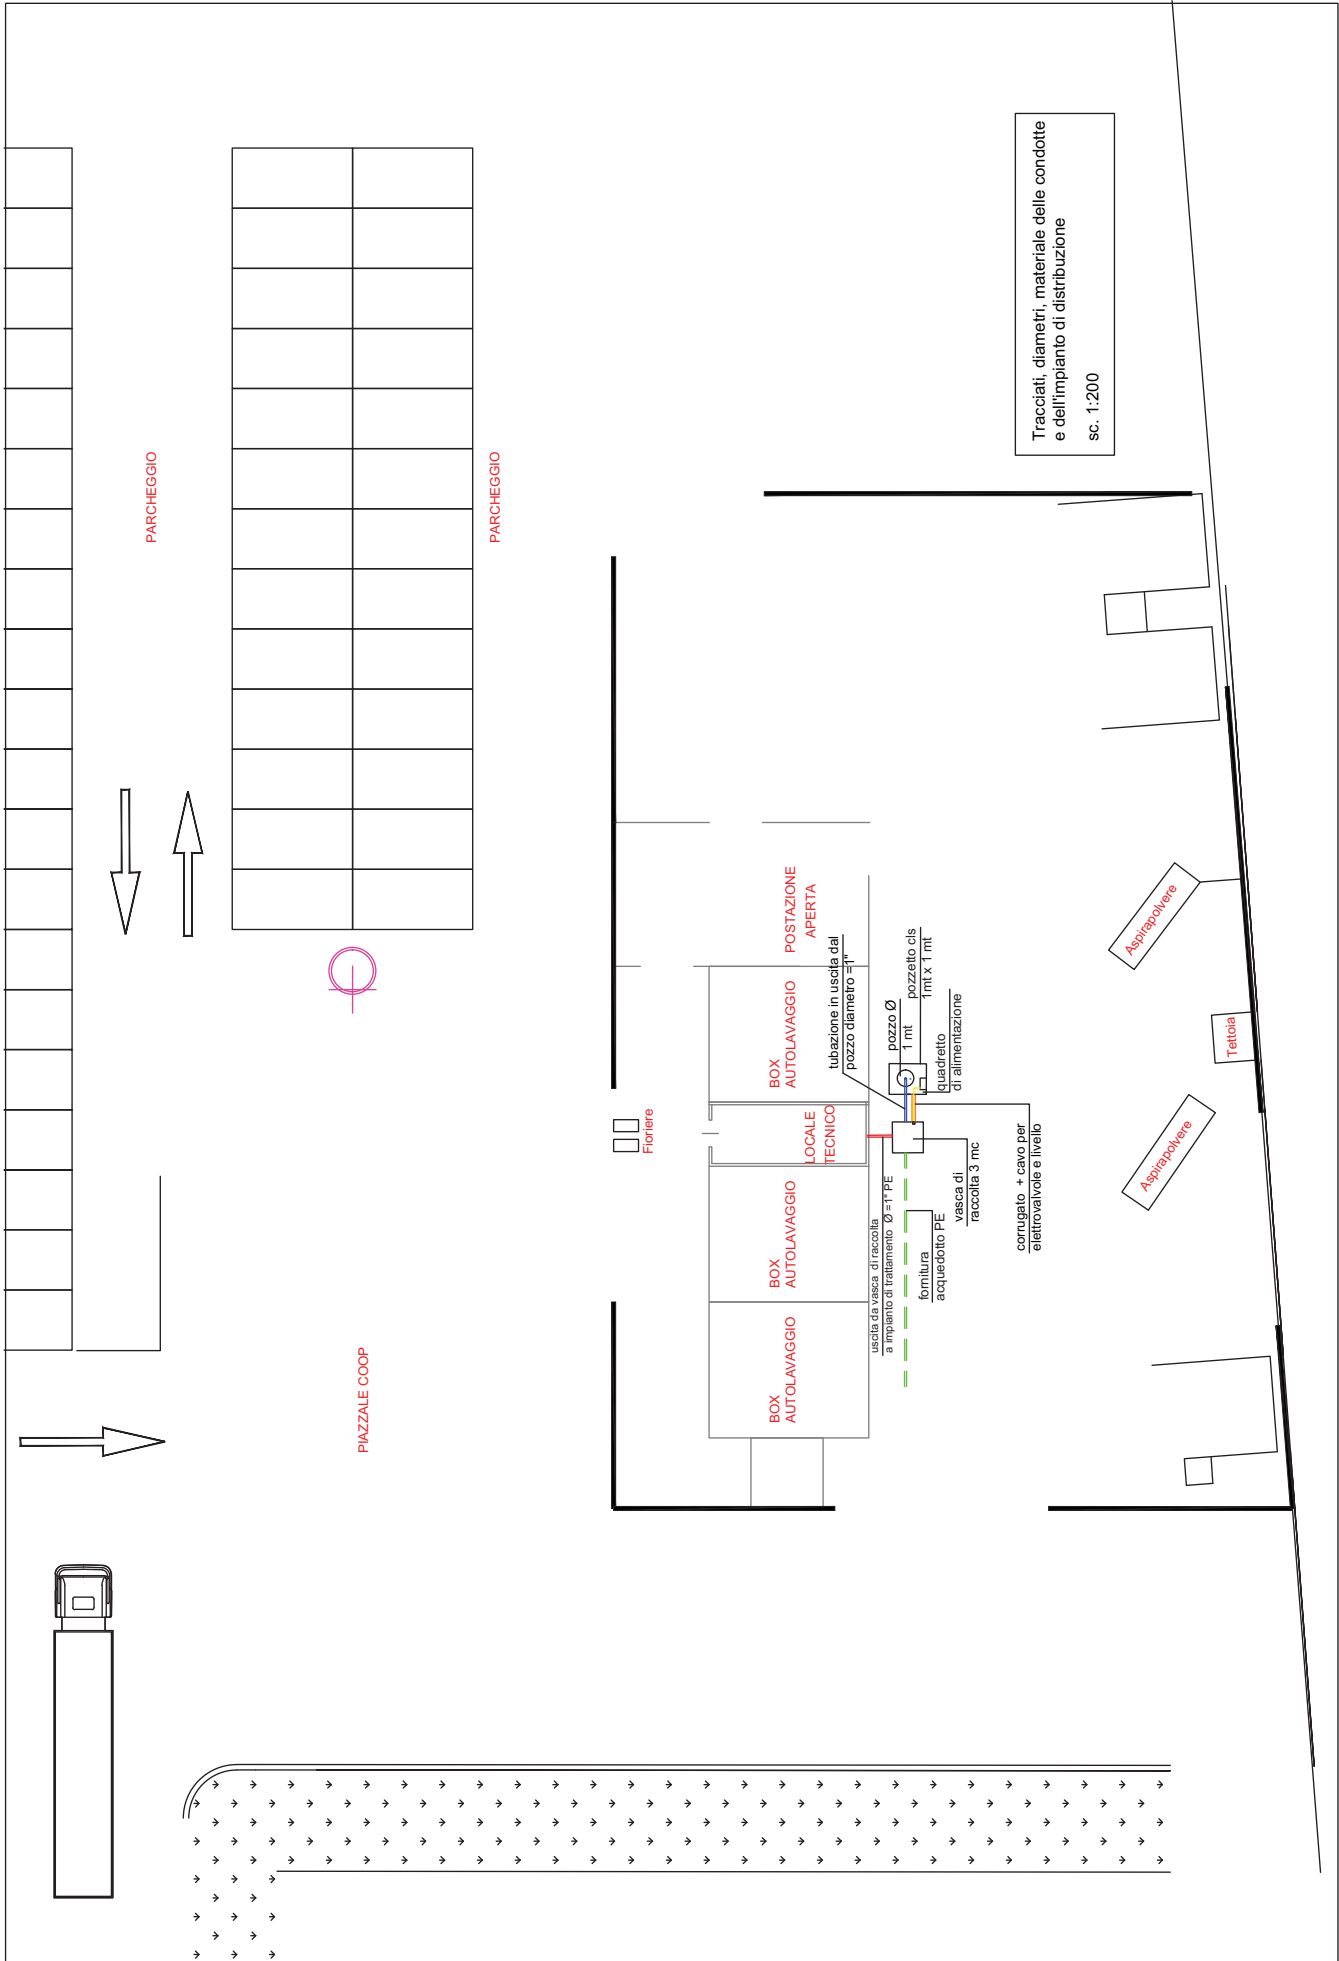 PARCHEGGIO
PARCHEGGIO
Tracciati, diametri, materiale delle condotte
e dell'impianto di distribuzione
sc. 1:200
PIAZZALE COOP
Fioriere
POSTAZIONE
APERTA
BOX
AUTOLAVAGGIO
LOCALE
TECNICO
BOX
AUTOLAVAGGIO
BOX
AUTOLAVAGGIO
tubazione in uscita dal
pozzo diametro =1"
pozzo Ø
1 mt
pozzetto cls
1mt x 1 mt
quadretto
di alimentazione
uscita da vasca di raccolta
a impianto di trattamento Ø =1" PE
fornitura
acquedotto PE
vasca di
raccolta 3 mc
corrugato + cavo per
elettrovalvole e livello
Aspirapolvere
Tettoia
Aspirapolvere